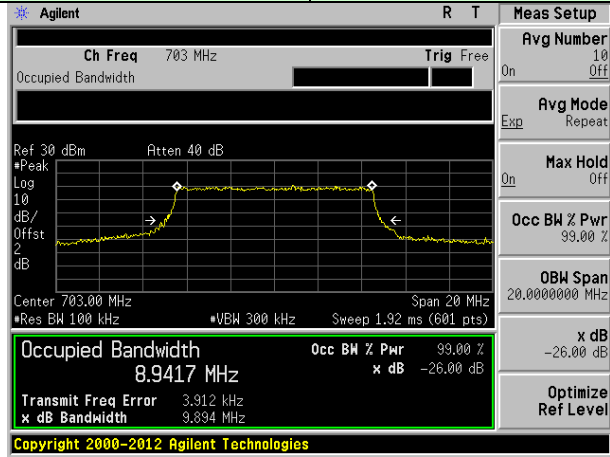 Agilent R T
Ch Freq 703 MHz Trig Free
Occupied Bandwidth
Ref 30 dBm Atten 40 dB
#Peak
Log
10
dB/
Offst
2
dB
Center 703.00 MHz Span 20 MHz
#Res BW 100 kHz #VBW 300 kHz Sweep 1.92 ms (601 pts)
Occupied Bandwidth Occ BW % Pwr 99.00 %
8.9417 MHz x dB -26.00 dB
Transmit Freq Error 3.912 kHz
x dB Bandwidth 9.894 MHz
Copyright 2000-2012 Agilent Technologies
Meas Setup
Avg Number
10
On Off
Avg Mode
Exp Repeat
Max Hold
On Off
Occ BW % Pwr
99.00 %
OBW Span
20.0000000 MHz
x dB
-26.00 dB
Optimize
Ref Level